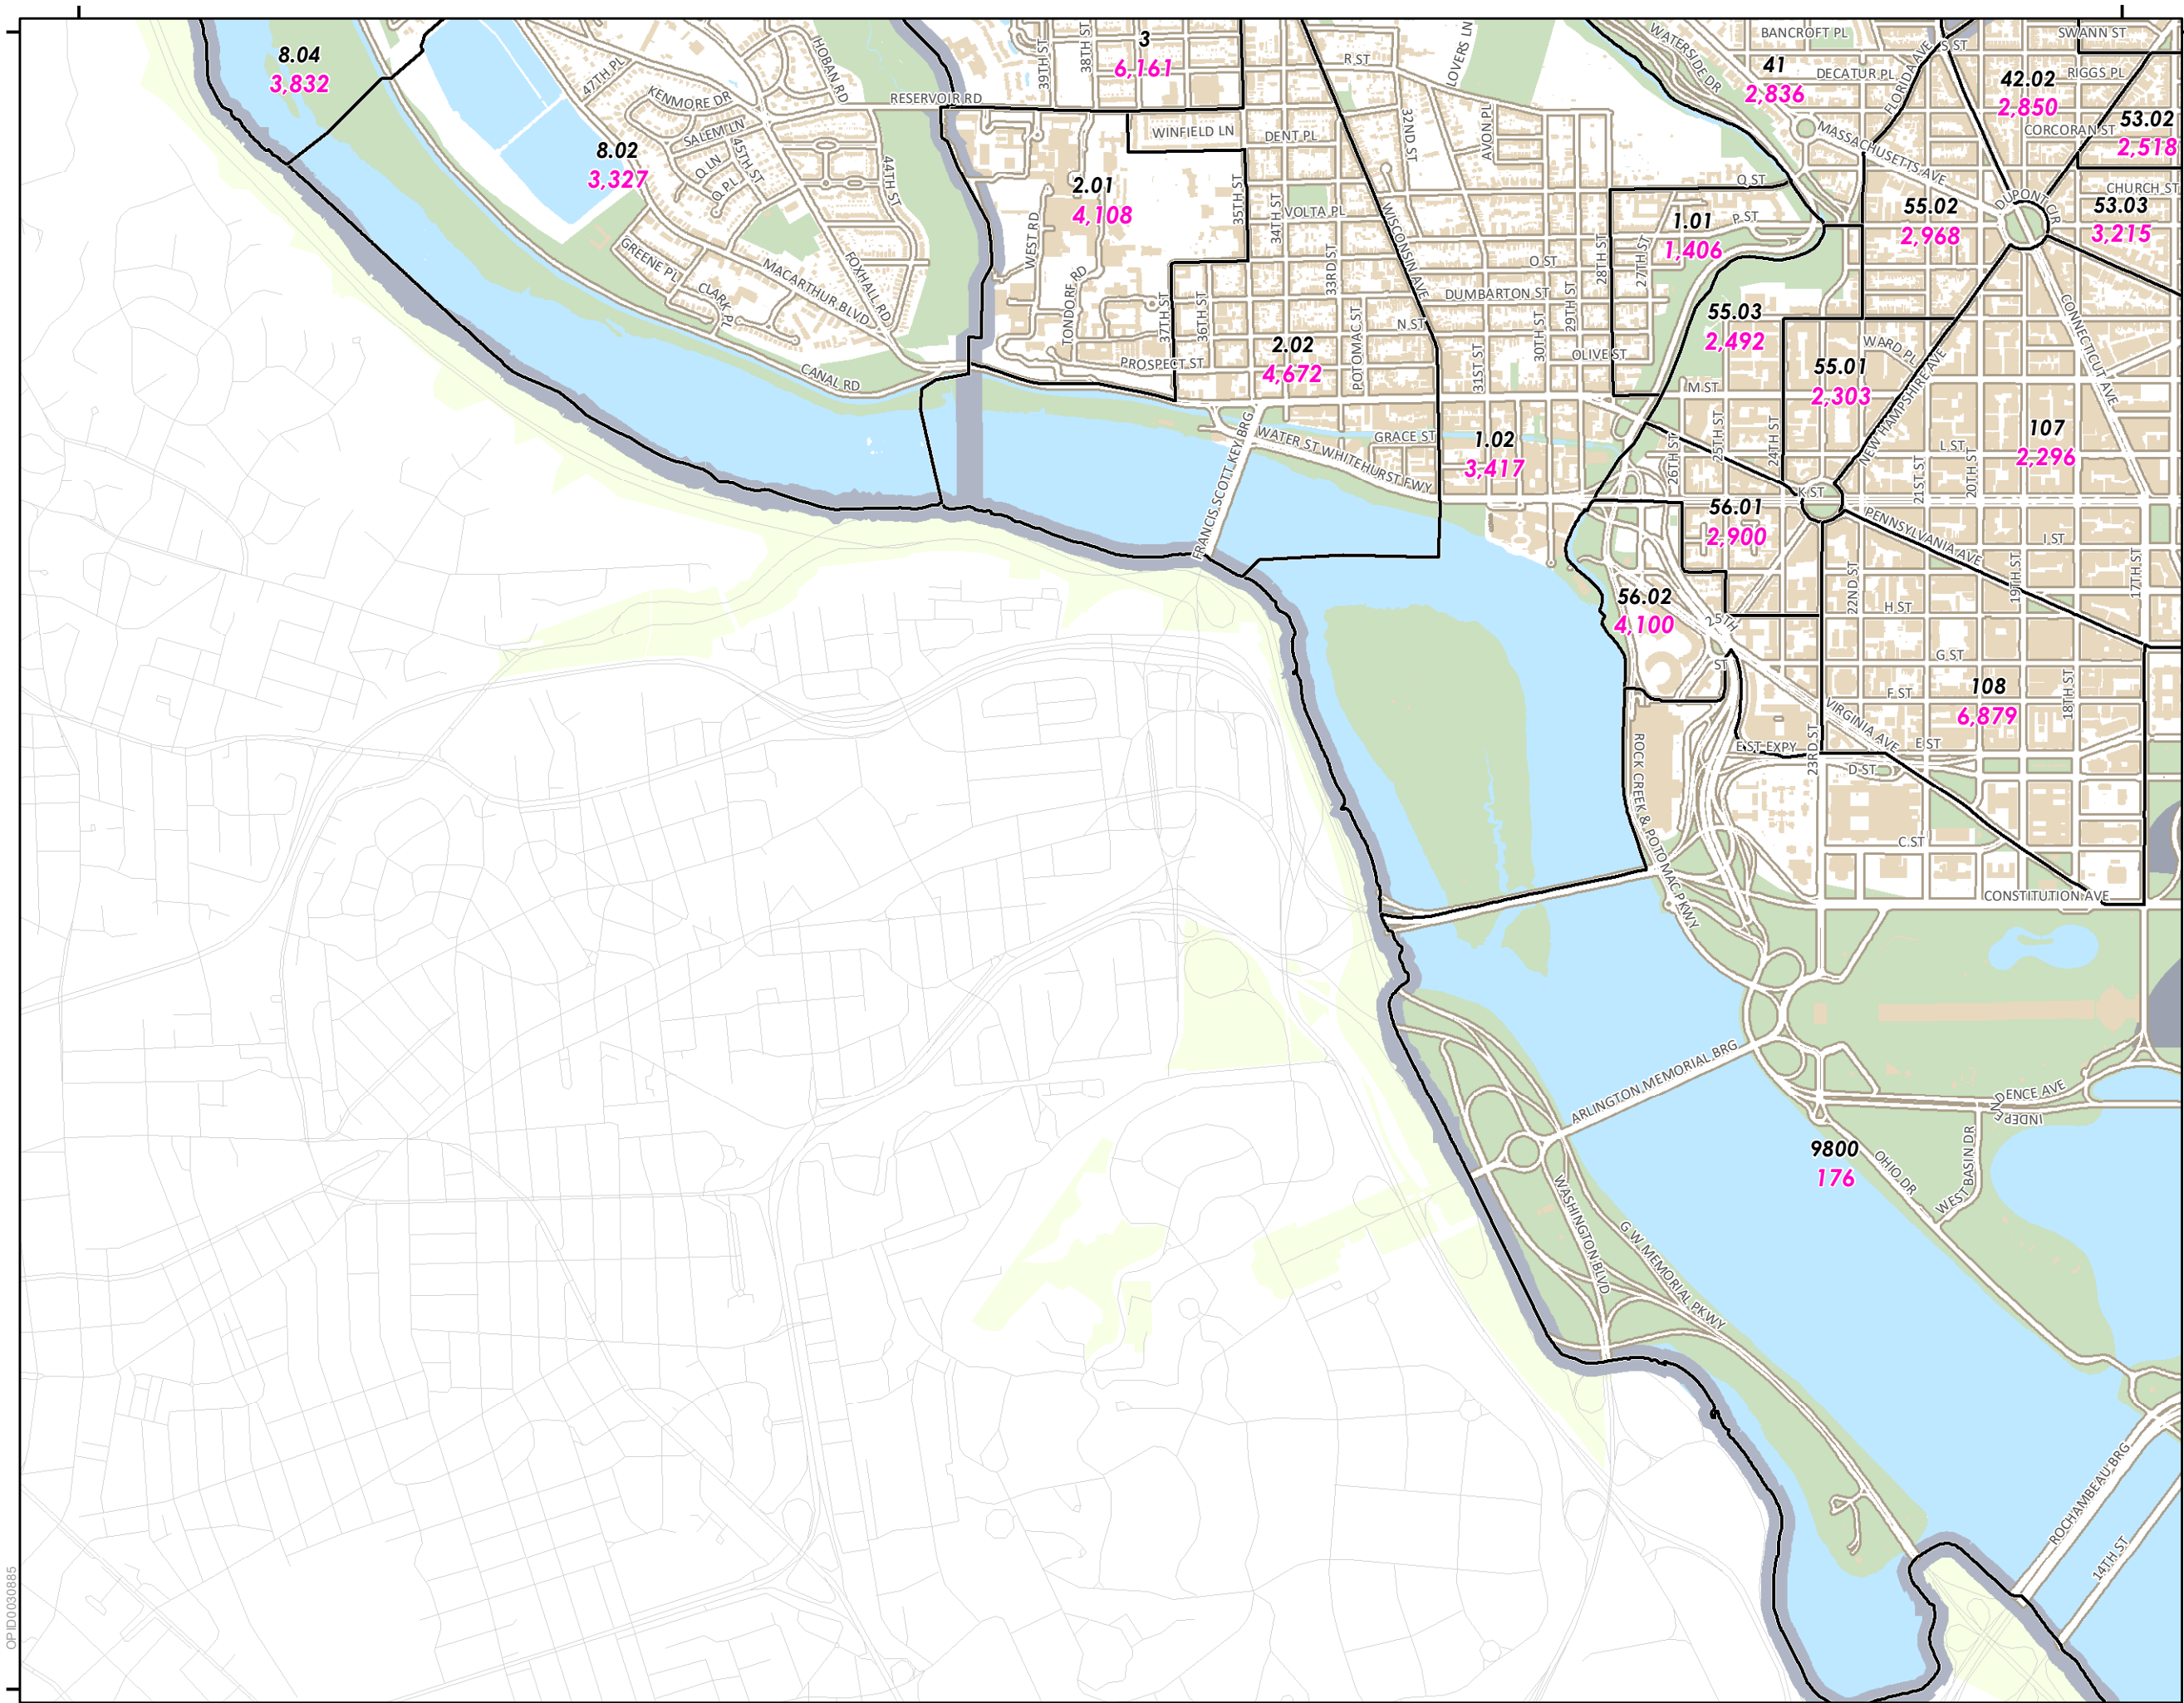 8.04
3,832
8.02
3,327
3
6,161
2.01
4,108
2.02
4,672
1.01
1,406
1.02
3,417
41
2,836
42.02
2,850
53.02
2,518
53.03
3,215
55.02
2,968
55.03
2,492
55.01
2,303
107
2,296
56.01
2,900
56.02
4,100
108
6,879
9800
176
47TH PL
HOBAN RD
KENMORE DR
RESERVOIR RD
SALEM LN
45TH ST
Q LN
Q PL
44TH ST
GREENE PL
CLARK PL
MACARTHUR BLVD
FOXHALL RD
CANAL RD
39TH ST
38TH ST
R ST
LOVERS LN
WINFIELD LN
DENT PL
32ND ST
AVON PL
WEST RD
TONDORF RD
35TH ST
34TH ST
VOLTA PL
33RD ST
WISCONSIN AVE
37TH ST
36TH ST
PROSPECT ST
POTOMAC ST
N ST
DUMBARTON ST
O ST
31ST ST
30TH ST
29TH ST
28TH ST
27TH ST
OLIVE ST
Q ST
P ST
M ST
GRACE ST
WATER ST
WHITEHURST FWY
FRANCIS SCOTT KEY BRG
WATERSIDE DR
BANCROFT PL
DECATUR PL
FLORIDA AVE
S ST
SWANN ST
RIGGS PL
CORCORAN ST
MASSACHUSETTS AVE
DUPONT CIR
CHURCH ST
CONNECTICUT AVE
WARD PL
NEW HAMPSHIRE AVE
26TH ST
25TH ST
24TH ST
L ST
21ST ST
20TH ST
K ST
PENNSYLVANIA AVE
I ST
22ND ST
19TH ST
17TH ST
H ST
25TH
ST
G ST
F ST
18TH ST
VIRGINIA AVE
23RD ST
E ST EXPY
E ST
D ST
C ST
CONSTITUTION AVE
ROCK CREEK & POTOMAC PKWY
ARLINGTON MEMORIAL BRG
INDEPENDENCE AVE
WEST BASIN DR
OHIO DR
WASHINGTON BLVD
G W MEMORIAL PKWY
ROCHAMBEAU BRG
14TH ST
OPID0030885